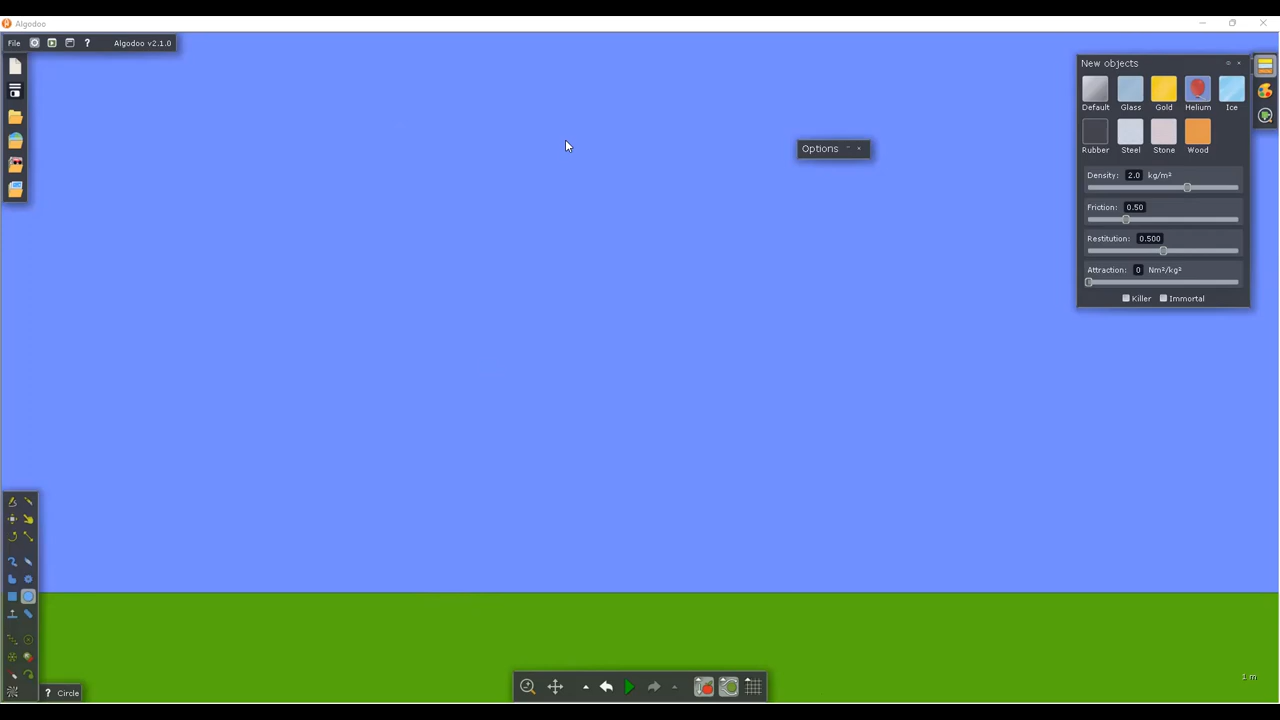 Algodoo
File ? Algodoo v2.1.0
New objects
Default Glass Gold Helium Ice
Rubber Steel Stone Wood
Density: 2.0 kg/m²
Friction: 0.50
Restitution: 0.500
Attraction: 0 Nm²/kg²
Killer Immortal
Options
? Circle
1 m